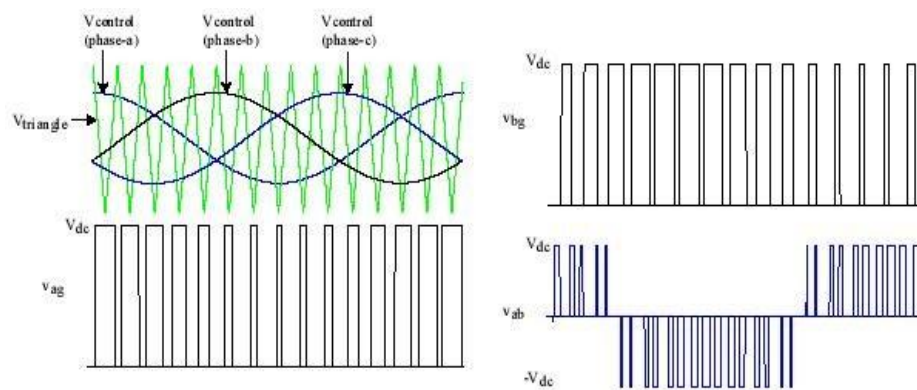 Vcontrol
(phase-a)
Vcontrol
(phase-b)
Vcontrol
(phase-c)
Vtriangle
Vdc
vag
Vdc
vbg
Vdc
vab
-Vdc